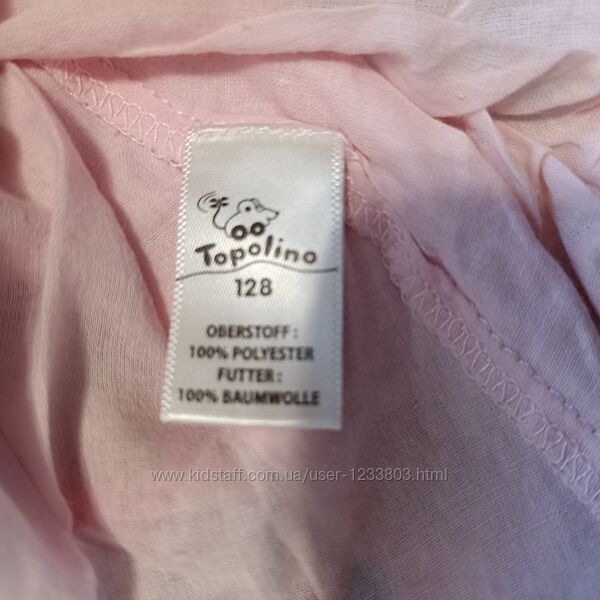 Topolino
128
OBERSTOFF :
100% POLYESTER
FUTTER :
100% BAUMWOLLE
www.kidstaff.com.ua/user-1233803.html